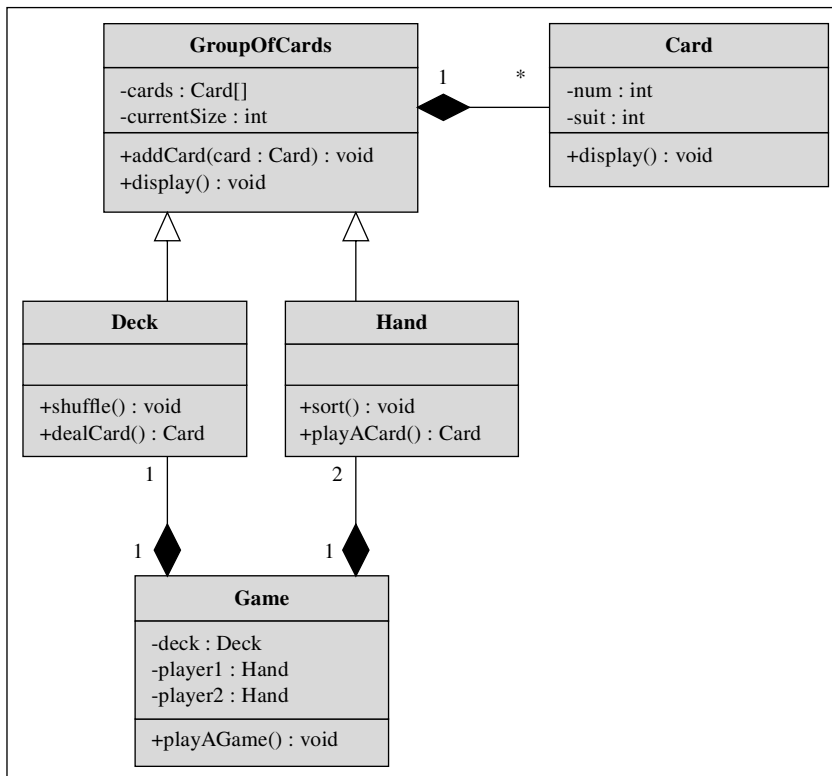 GroupOfCards
-cards : Card[]
-currentSize : int
+addCard(card : Card) : void
+display() : void
1
*
Card
-num : int
-suit : int
+display() : void
Deck
+shuffle() : void
+dealCard() : Card
Hand
+sort() : void
+playACard() : Card
1
2
1
1
Game
-deck : Deck
-player1 : Hand
-player2 : Hand
+playAGame() : void